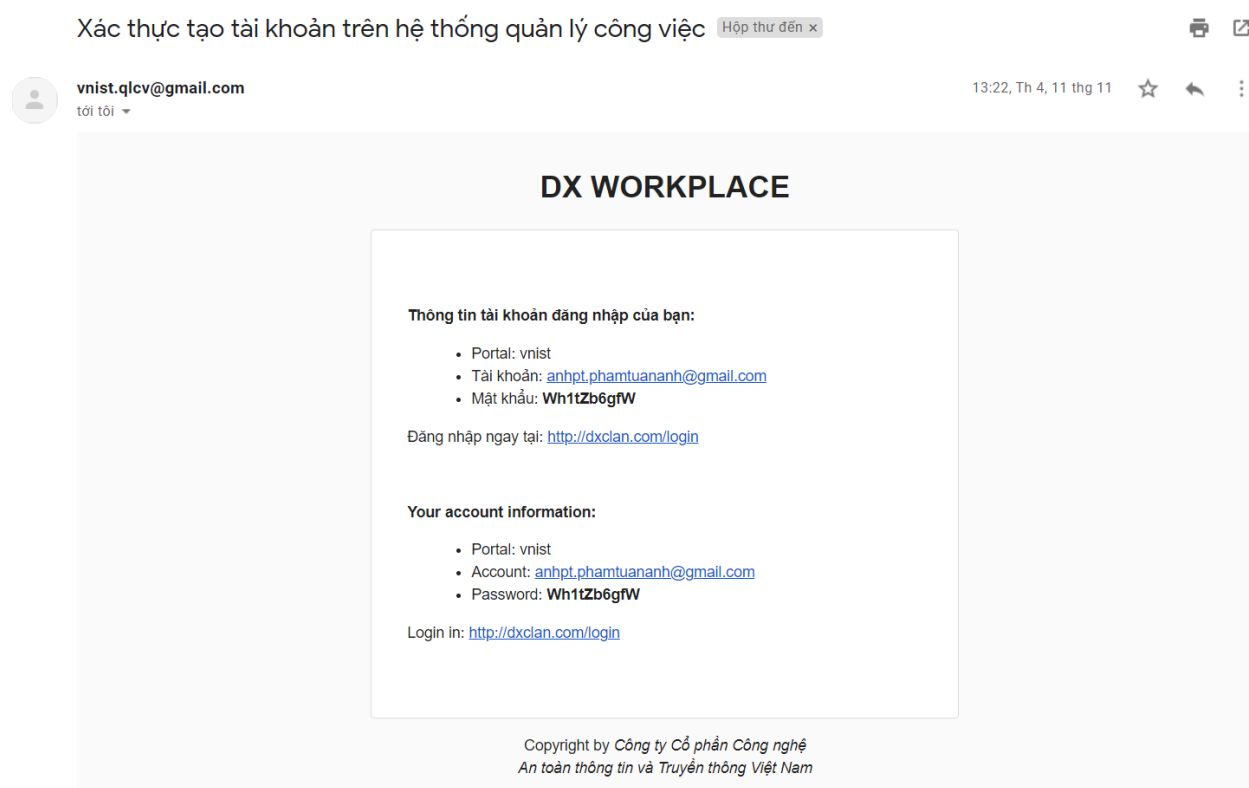 Xác thực tạo tài khoản trên hệ thống quản lý công việc Hộp thư đến ×
vnist.qlcv@gmail.com 13:22, Th 4, 11 thg 11
tới tôi
DX WORKPLACE
Thông tin tài khoản đăng nhập của bạn:
• Portal: vnist
• Tài khoản: anhpt.phamtuananh@gmail.com
• Mật khẩu: Wh1tZb6gfW
Đăng nhập ngay tại: http://dxclan.com/login
Your account information:
• Portal: vnist
• Account: anhpt.phamtuananh@gmail.com
• Password: Wh1tZb6gfW
Login in: http://dxclan.com/login
Copyright by Công ty Cổ phần Công nghệ
An toàn thông tin và Truyền thông Việt Nam